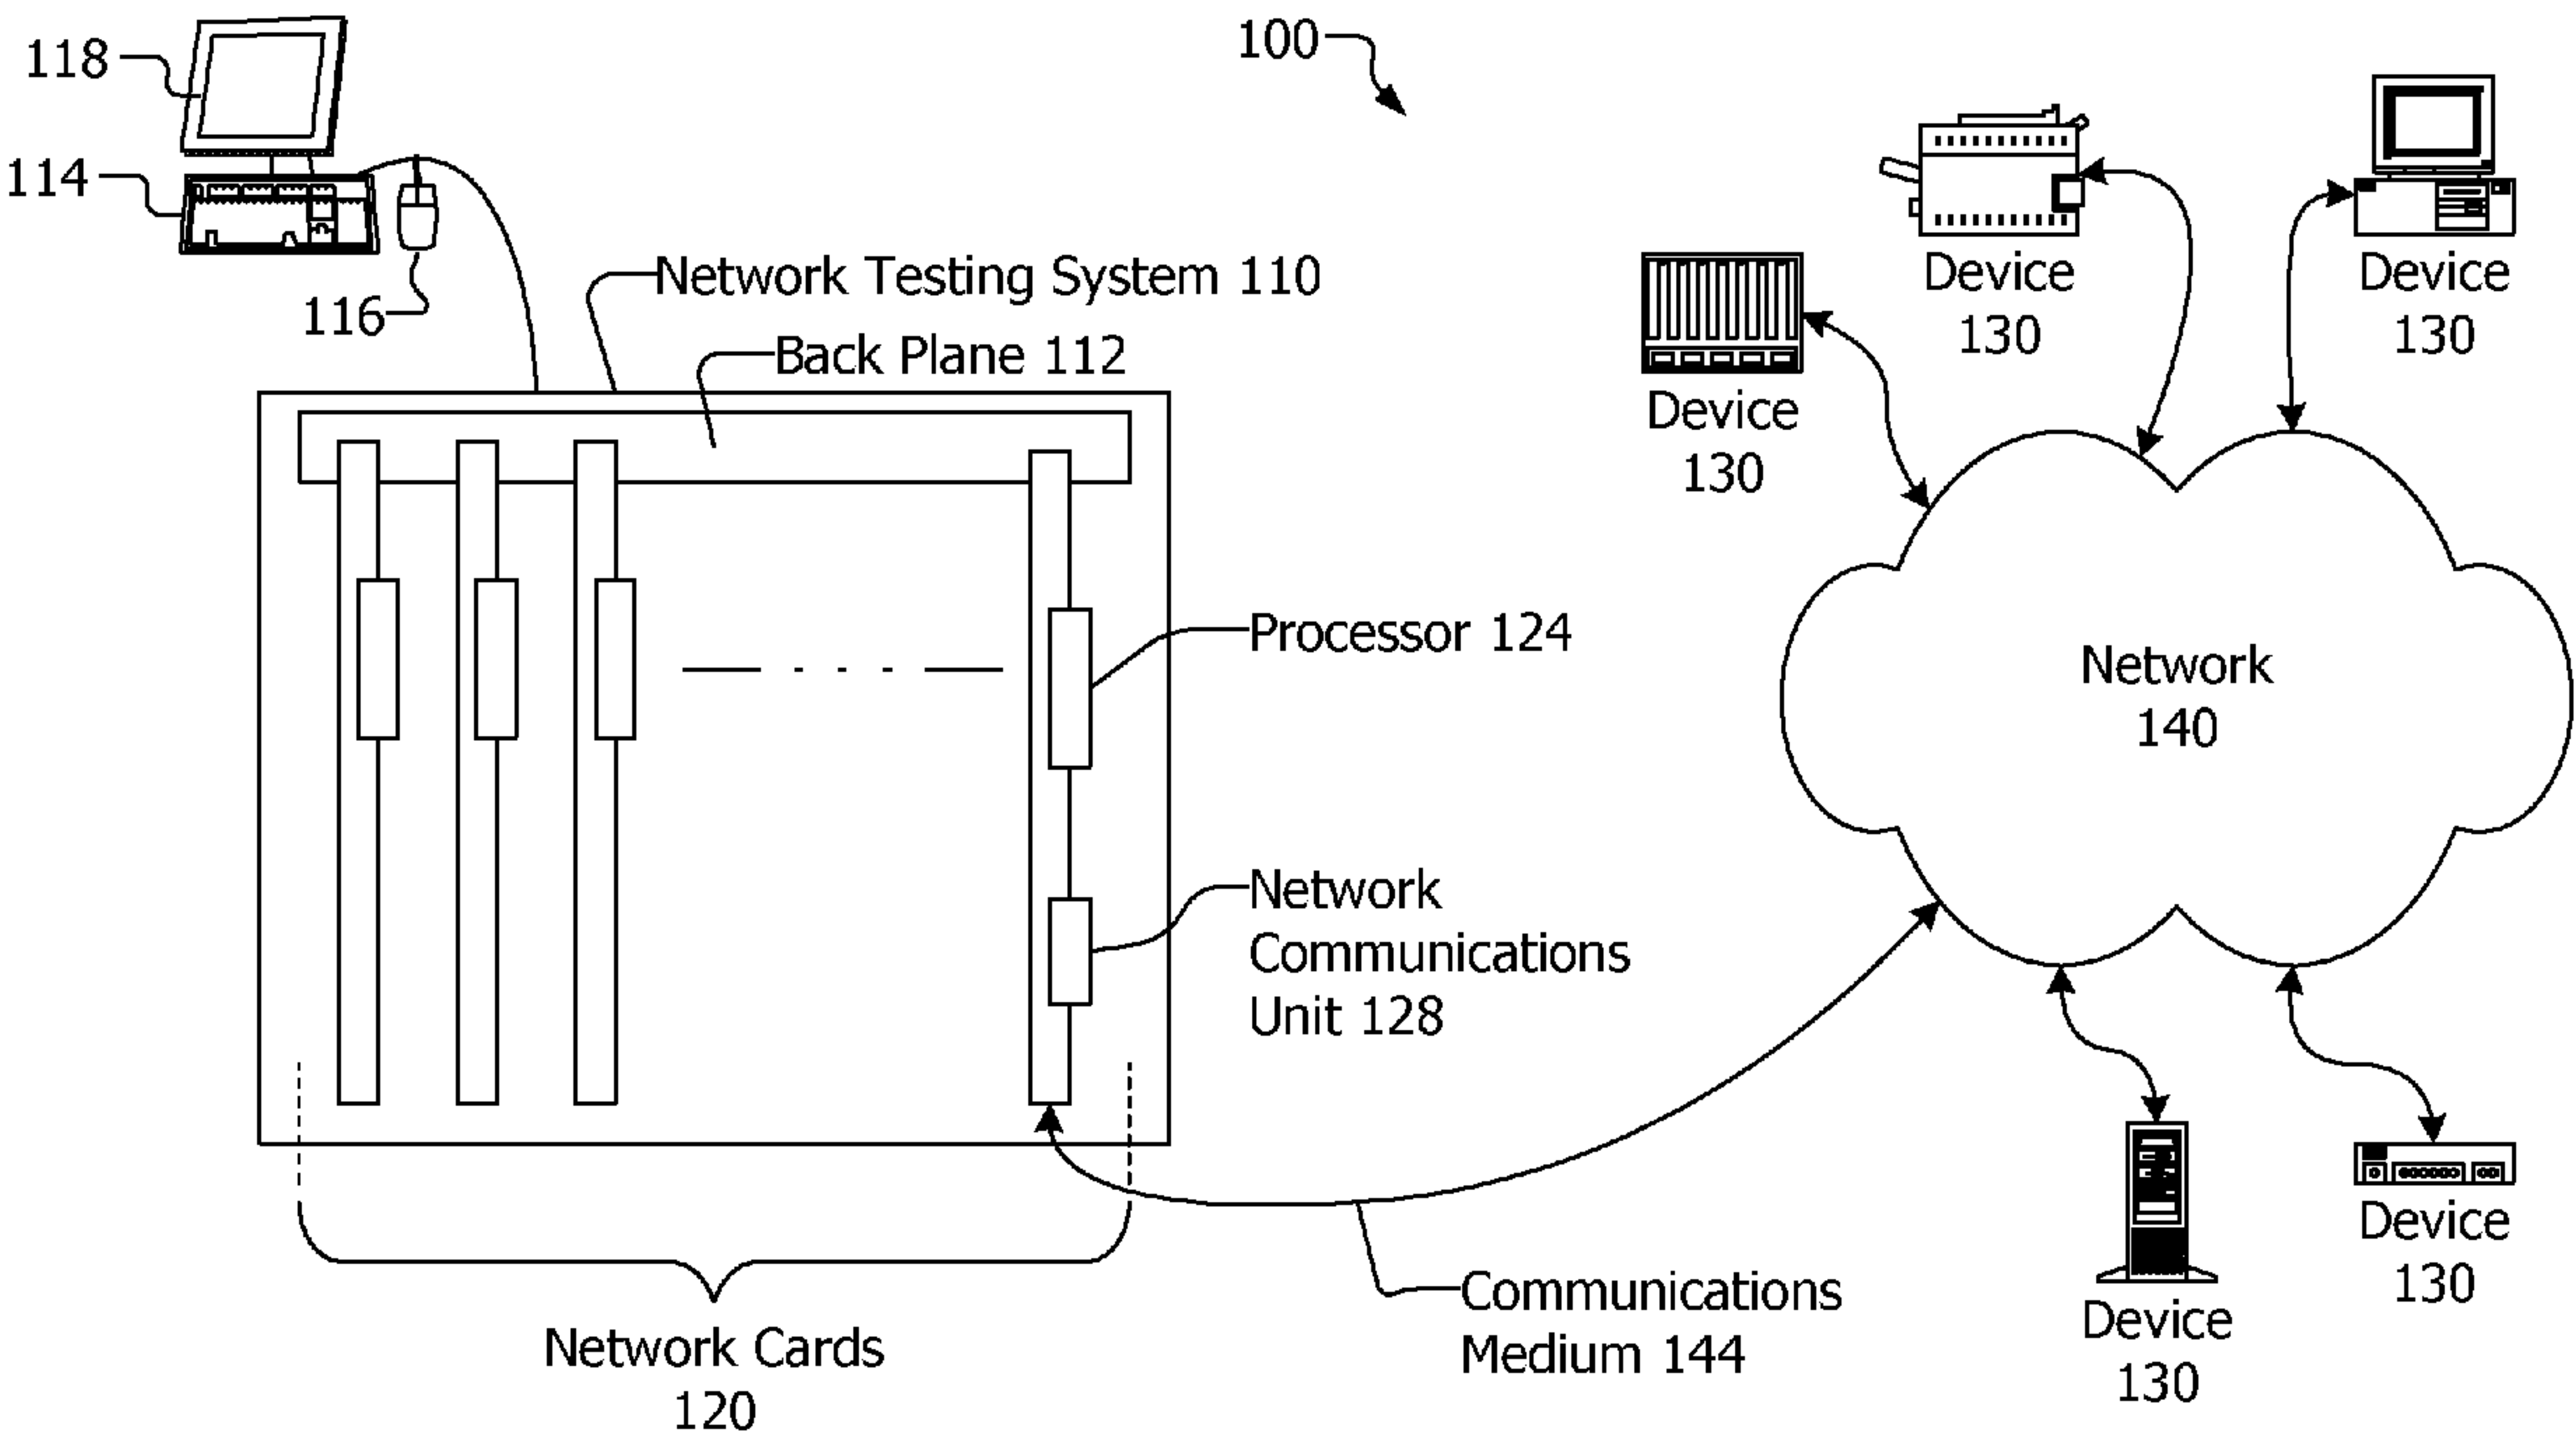 100
118
114
116
Network Testing System 110
Back Plane 112
Device
130
Device
130
Device
130
Processor 124
Network
140
Network
Communications
Unit 128
Communications
Medium 144
Network Cards
120
Device
130
Device
130